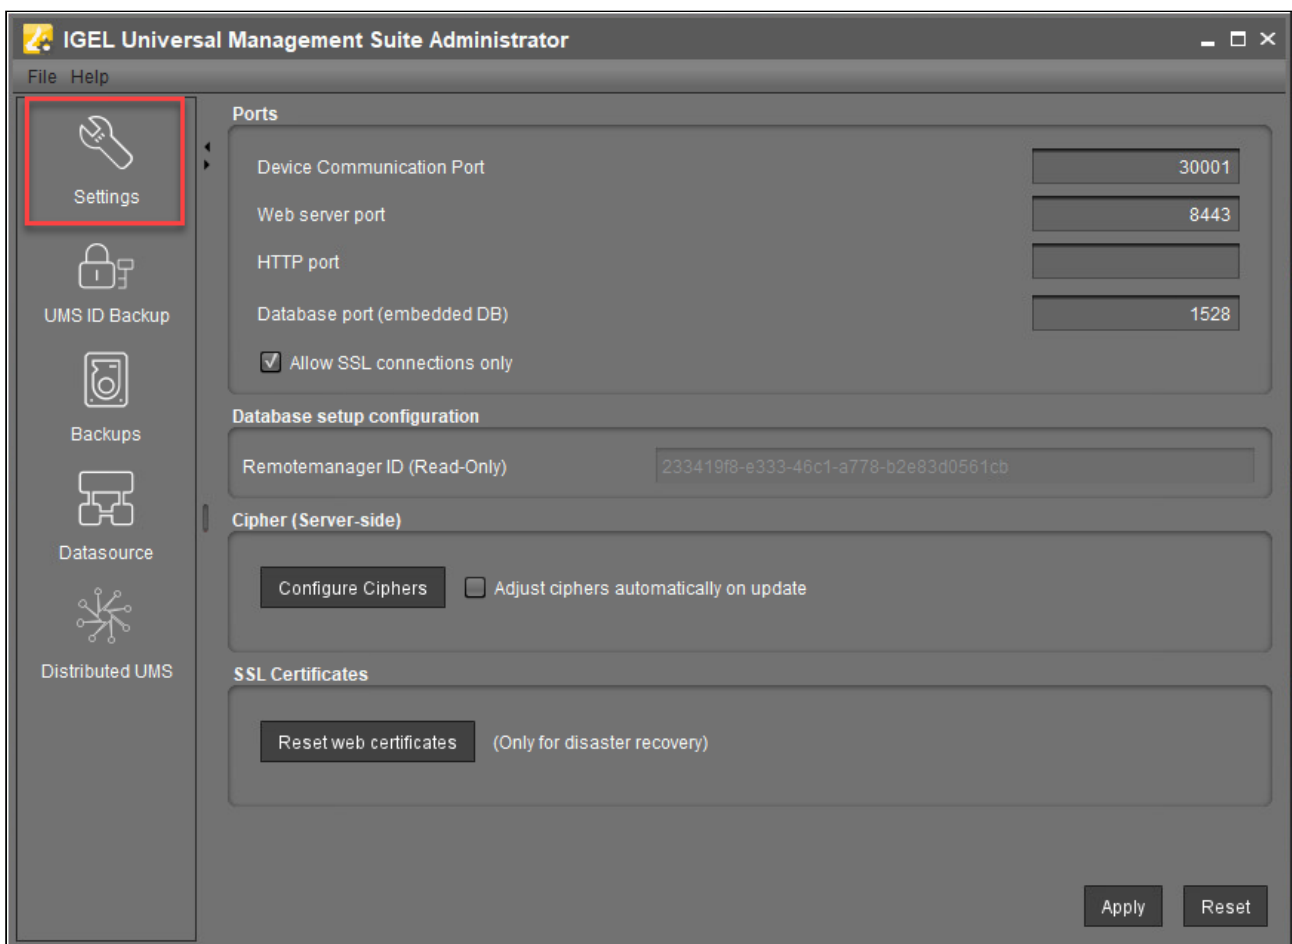 IGEL Universal Management Suite Administrator
File Help
Settings
UMS ID Backup
Backups
Datasource
Distributed UMS
Ports
Device Communication Port 30001
Web server port 8443
HTTP port
Database port (embedded DB) 1528
Allow SSL connections only
Database setup configuration
Remotemanager ID (Read-Only) 233419f8-e333-46c1-a778-b2e83d0561cb
Cipher (Server-side)
Configure Ciphers Adjust ciphers automatically on update
SSL Certificates
Reset web certificates (Only for disaster recovery)
Apply Reset